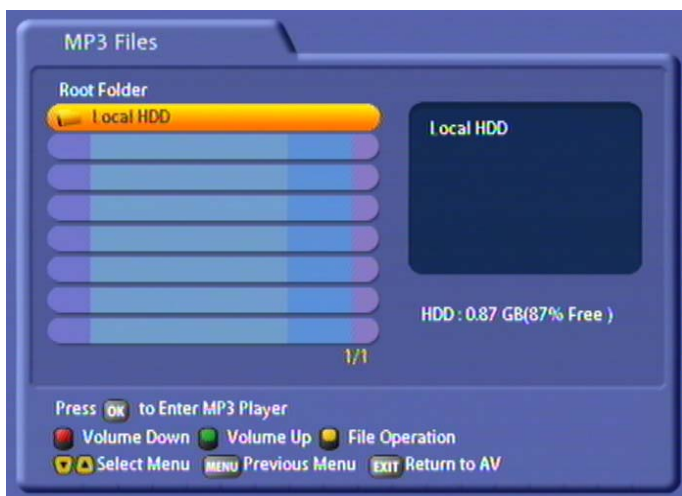 MP3 Files
Root Folder
Local HDD
Local HDD
HDD : 0.87 GB(87% Free )
1/1
Press OK to Enter MP3 Player
Volume Down Volume Up File Operation
Select Menu MENU Previous Menu EXIT Return to AV